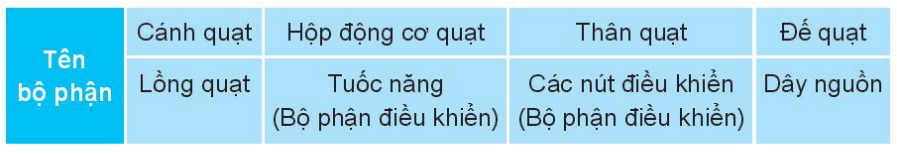 Tên
bộ phận
Cánh quạt
Hộp động cơ quạt
Thân quạt
Đế quạt
Lồng quạt
Tuốc năng
(Bộ phận điều khiển)
Các nút điều khiển
(Bộ phận điều khiển)
Dây nguồn